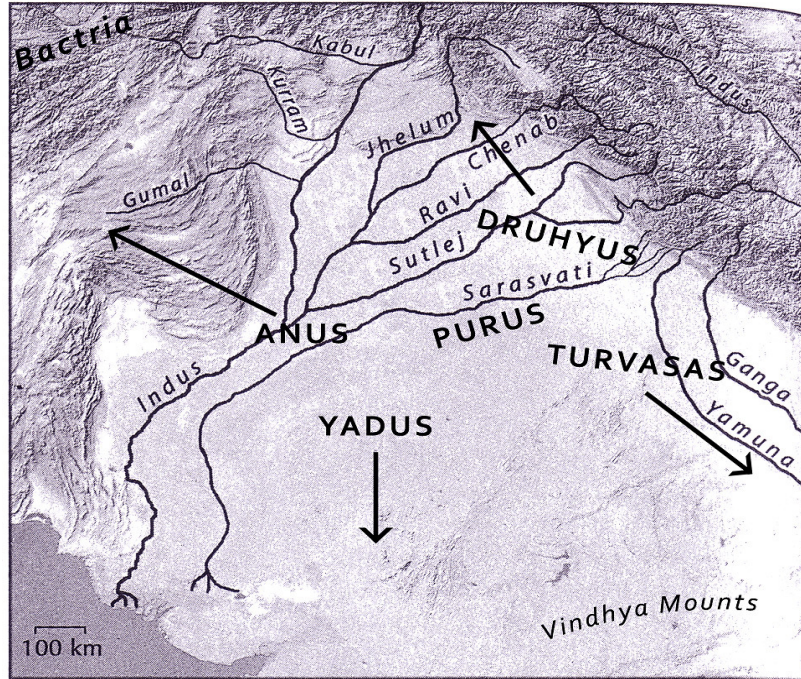 Bactria
Kabul
Indus
Kurram
Jhelum
Chenab
Gumal
Ravi
DRUHYUS
Sutlej
Sarasvati
ANUS
PURUS
TURVASAS
Ganga
Indus
Yamuna
YADUS
Vindhya Mounts
100 km